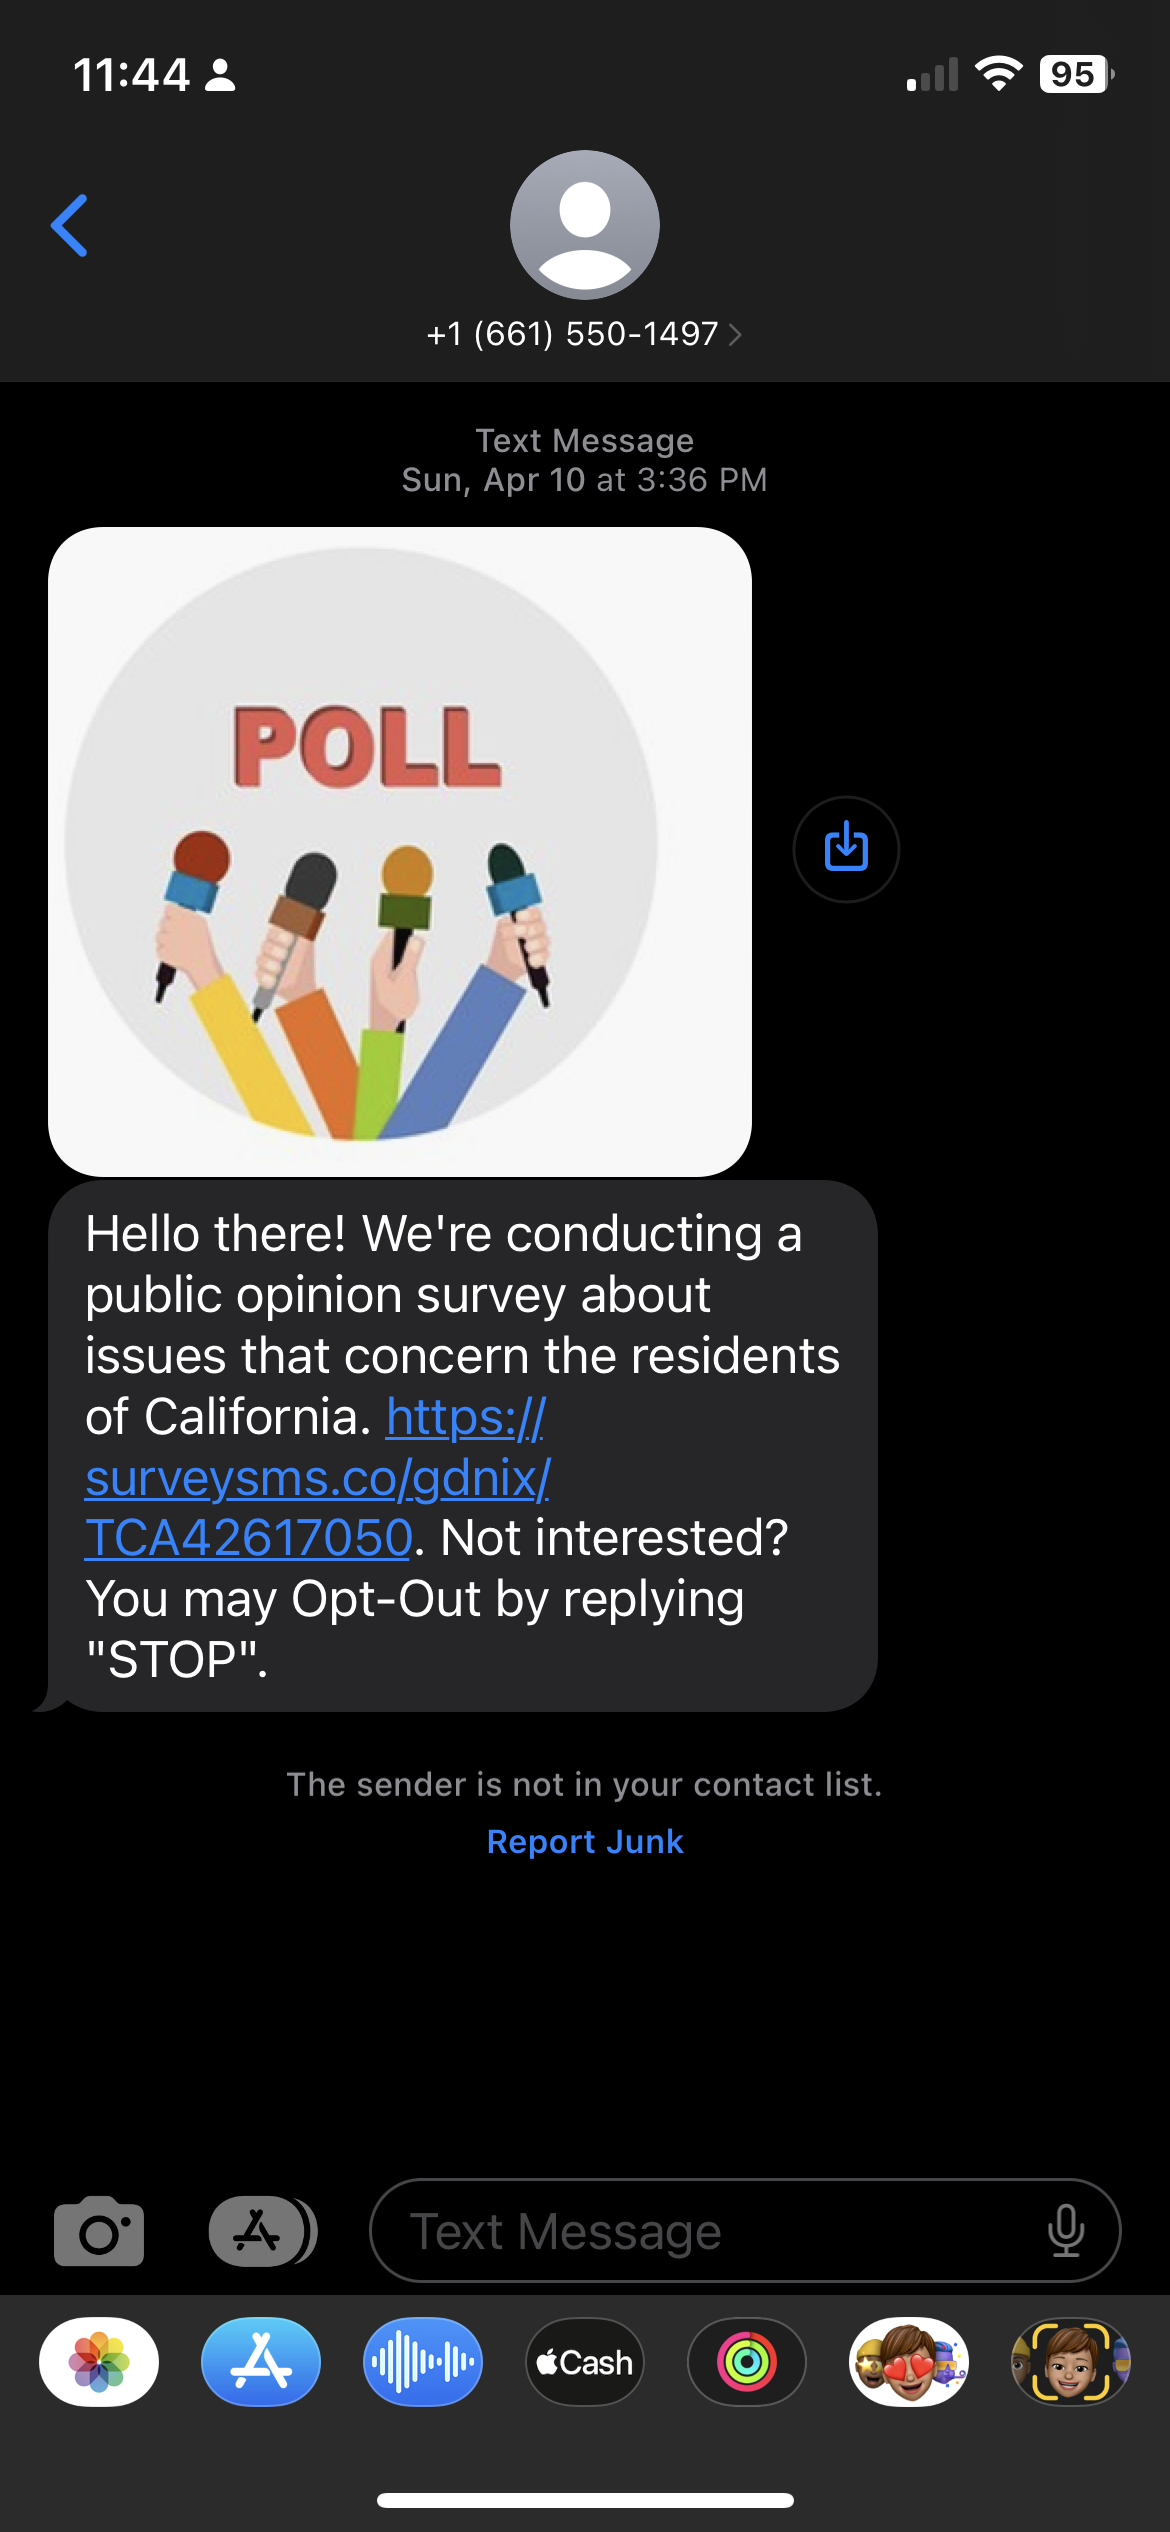 11:44
95
+1 (661) 550-1497
Text Message
Sun, Apr 10 at 3:36 PM
POLL
Hello there! We're conducting a
public opinion survey about
issues that concern the residents
of California. https://
surveysms.co/gdnix/
TCA42617050. Not interested?
You may Opt-Out by replying
"STOP".
The sender is not in your contact list.
Report Junk
Text Message
Cash